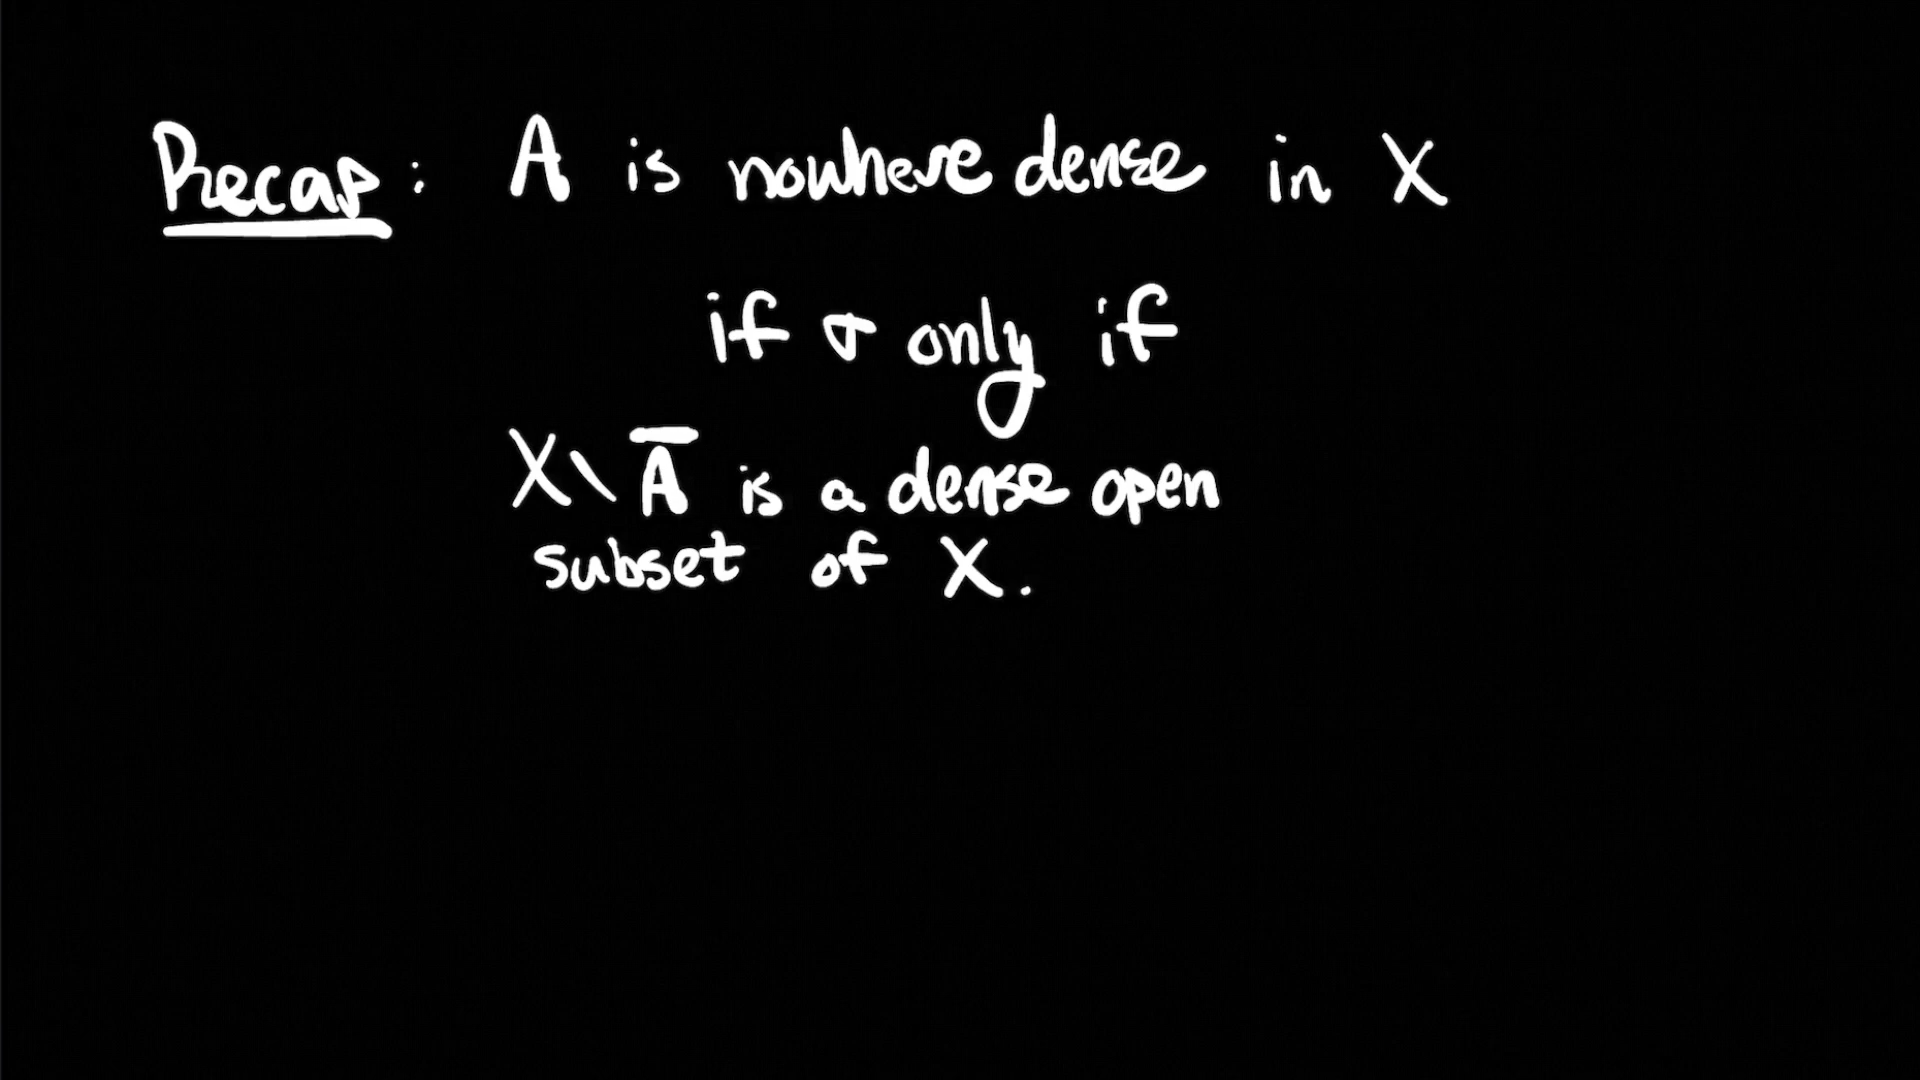 Recap: A is nowhere dense in X
if & only if
X \ A̅ is a dense open
subset of X.